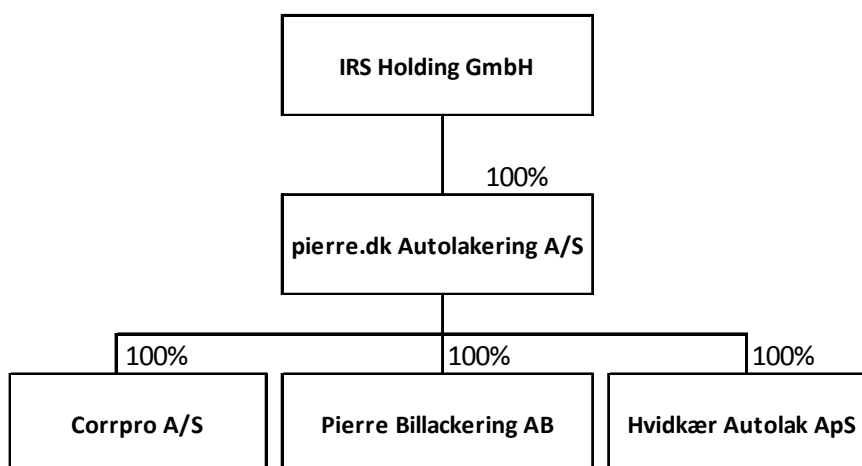 IRS Holding GmbH
100%
pierre.dk Autolakering A/S
100%
100%
100%
Corrpro A/S
Pierre Billackering AB
Hvidkær Autolak ApS